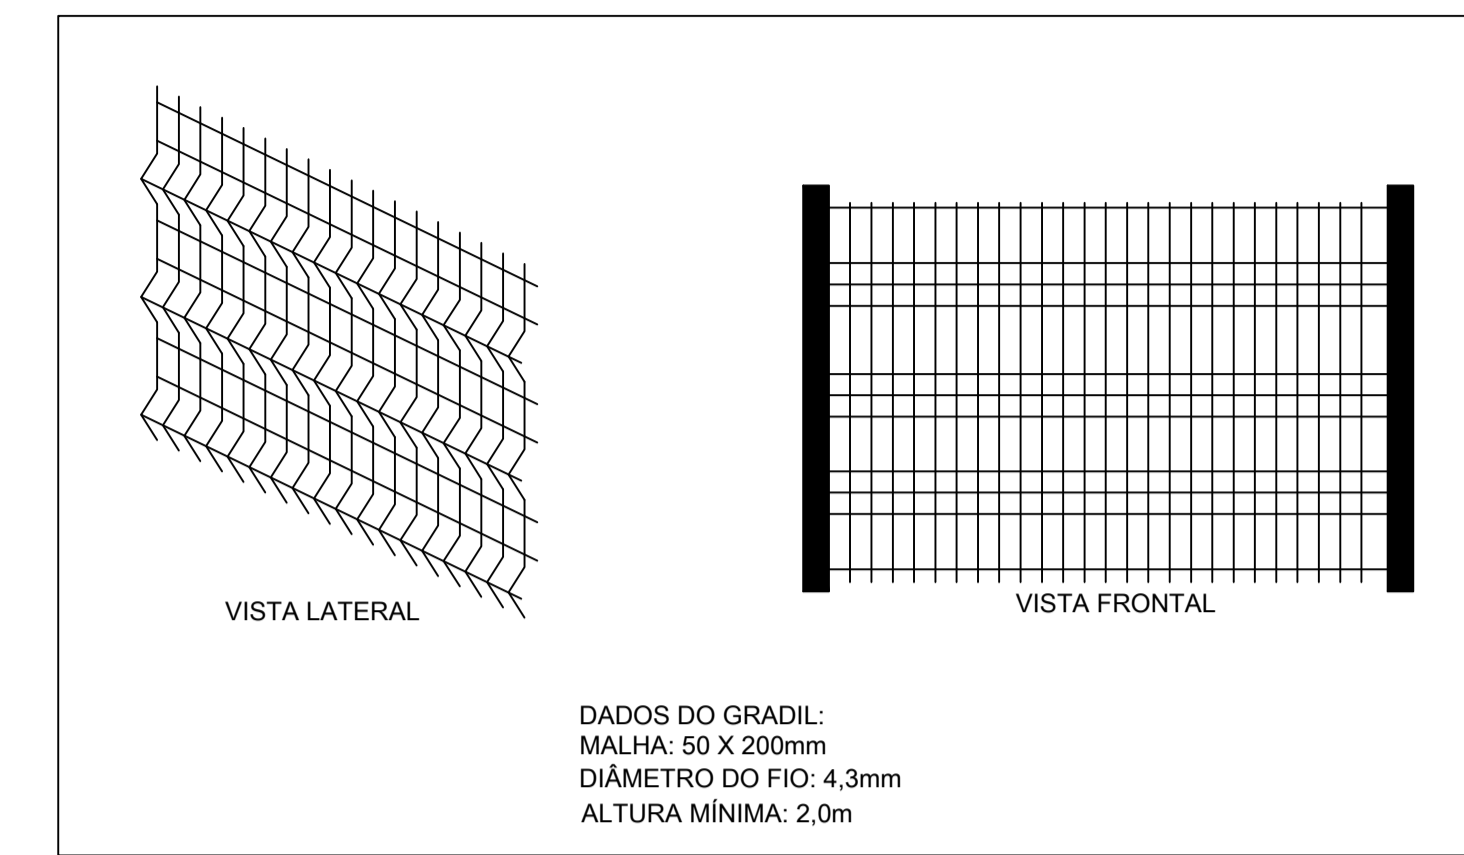 VISTA LATERAL
VISTA FRONTAL
DADOS DO GRADIL:
MALHA: 50 X 200mm
DIÂMETRO DO FIO: 4,3mm
ALTURA MÍNIMA: 2,0m